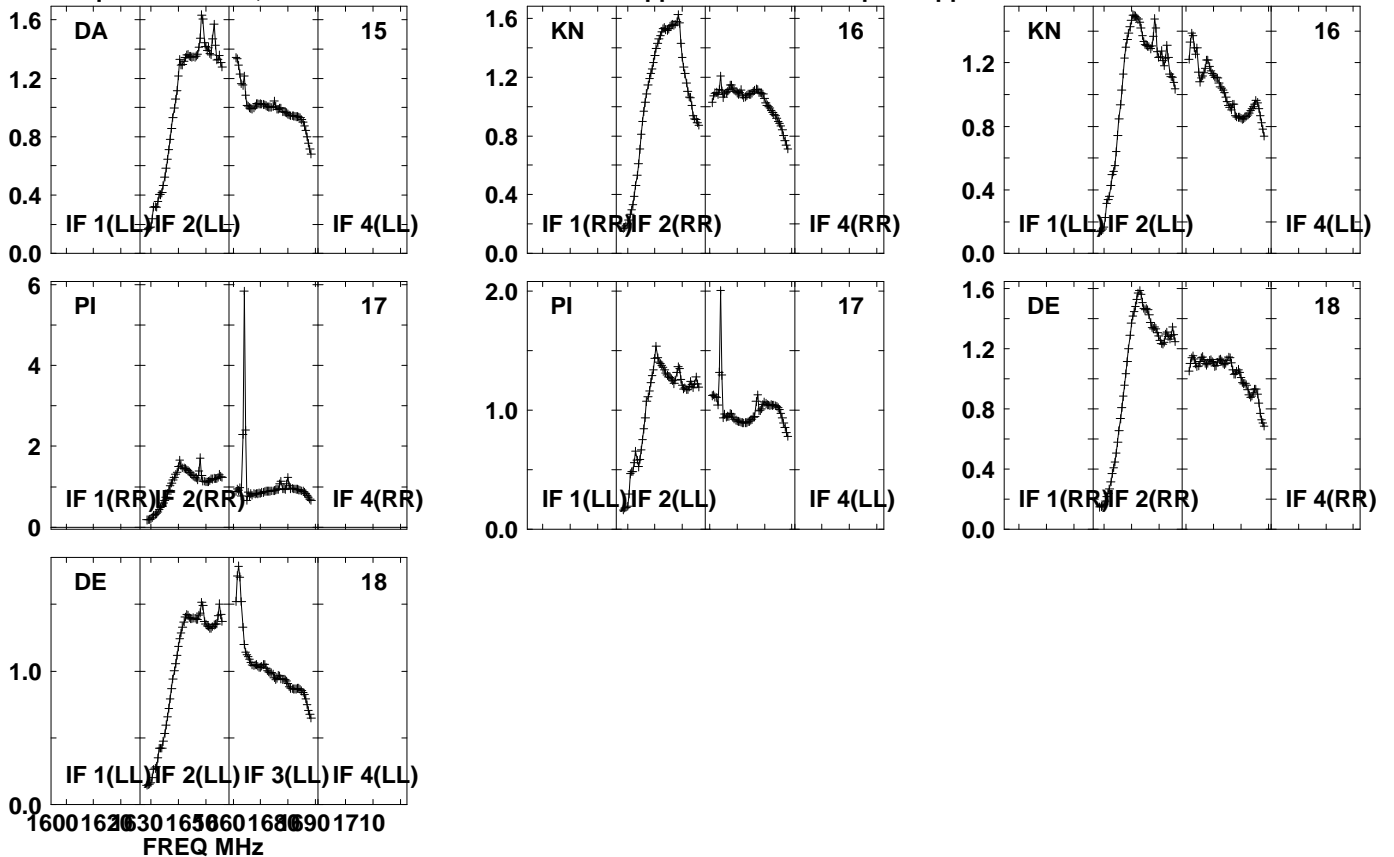 DA 15
1.6
1.2
0.8
0.4
0.0
IF 1(LL) IF 2(LL) IF 4(LL)
KN 16
1.6
1.2
0.8
0.4
0.0
IF 1(RR) IF 2(RR) IF 4(RR)
KN 16
1.2
0.8
0.4
0.0
IF 1(LL) IF 2(LL) IF 4(LL)
PI 17
6
4
2
0
IF 1(RR) IF 2(RR) IF 4(RR)
PI 17
2.0
1.0
0.0
IF 1(LL) IF 2(LL) IF 4(LL)
DE 18
1.6
1.2
0.8
0.4
0.0
IF 1(RR) IF 2(RR) IF 4(RR)
DE 18
1.0
0.0
IF 1(LL) IF 2(LL) IF 3(LL) IF 4(LL)
1600 1620 1630 1650 1660 1680 1690 1710
FREQ MHz